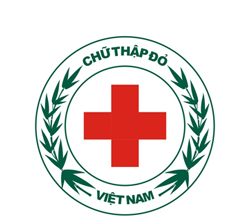 CHỮ THẬP ĐỎ
VIỆT NAM